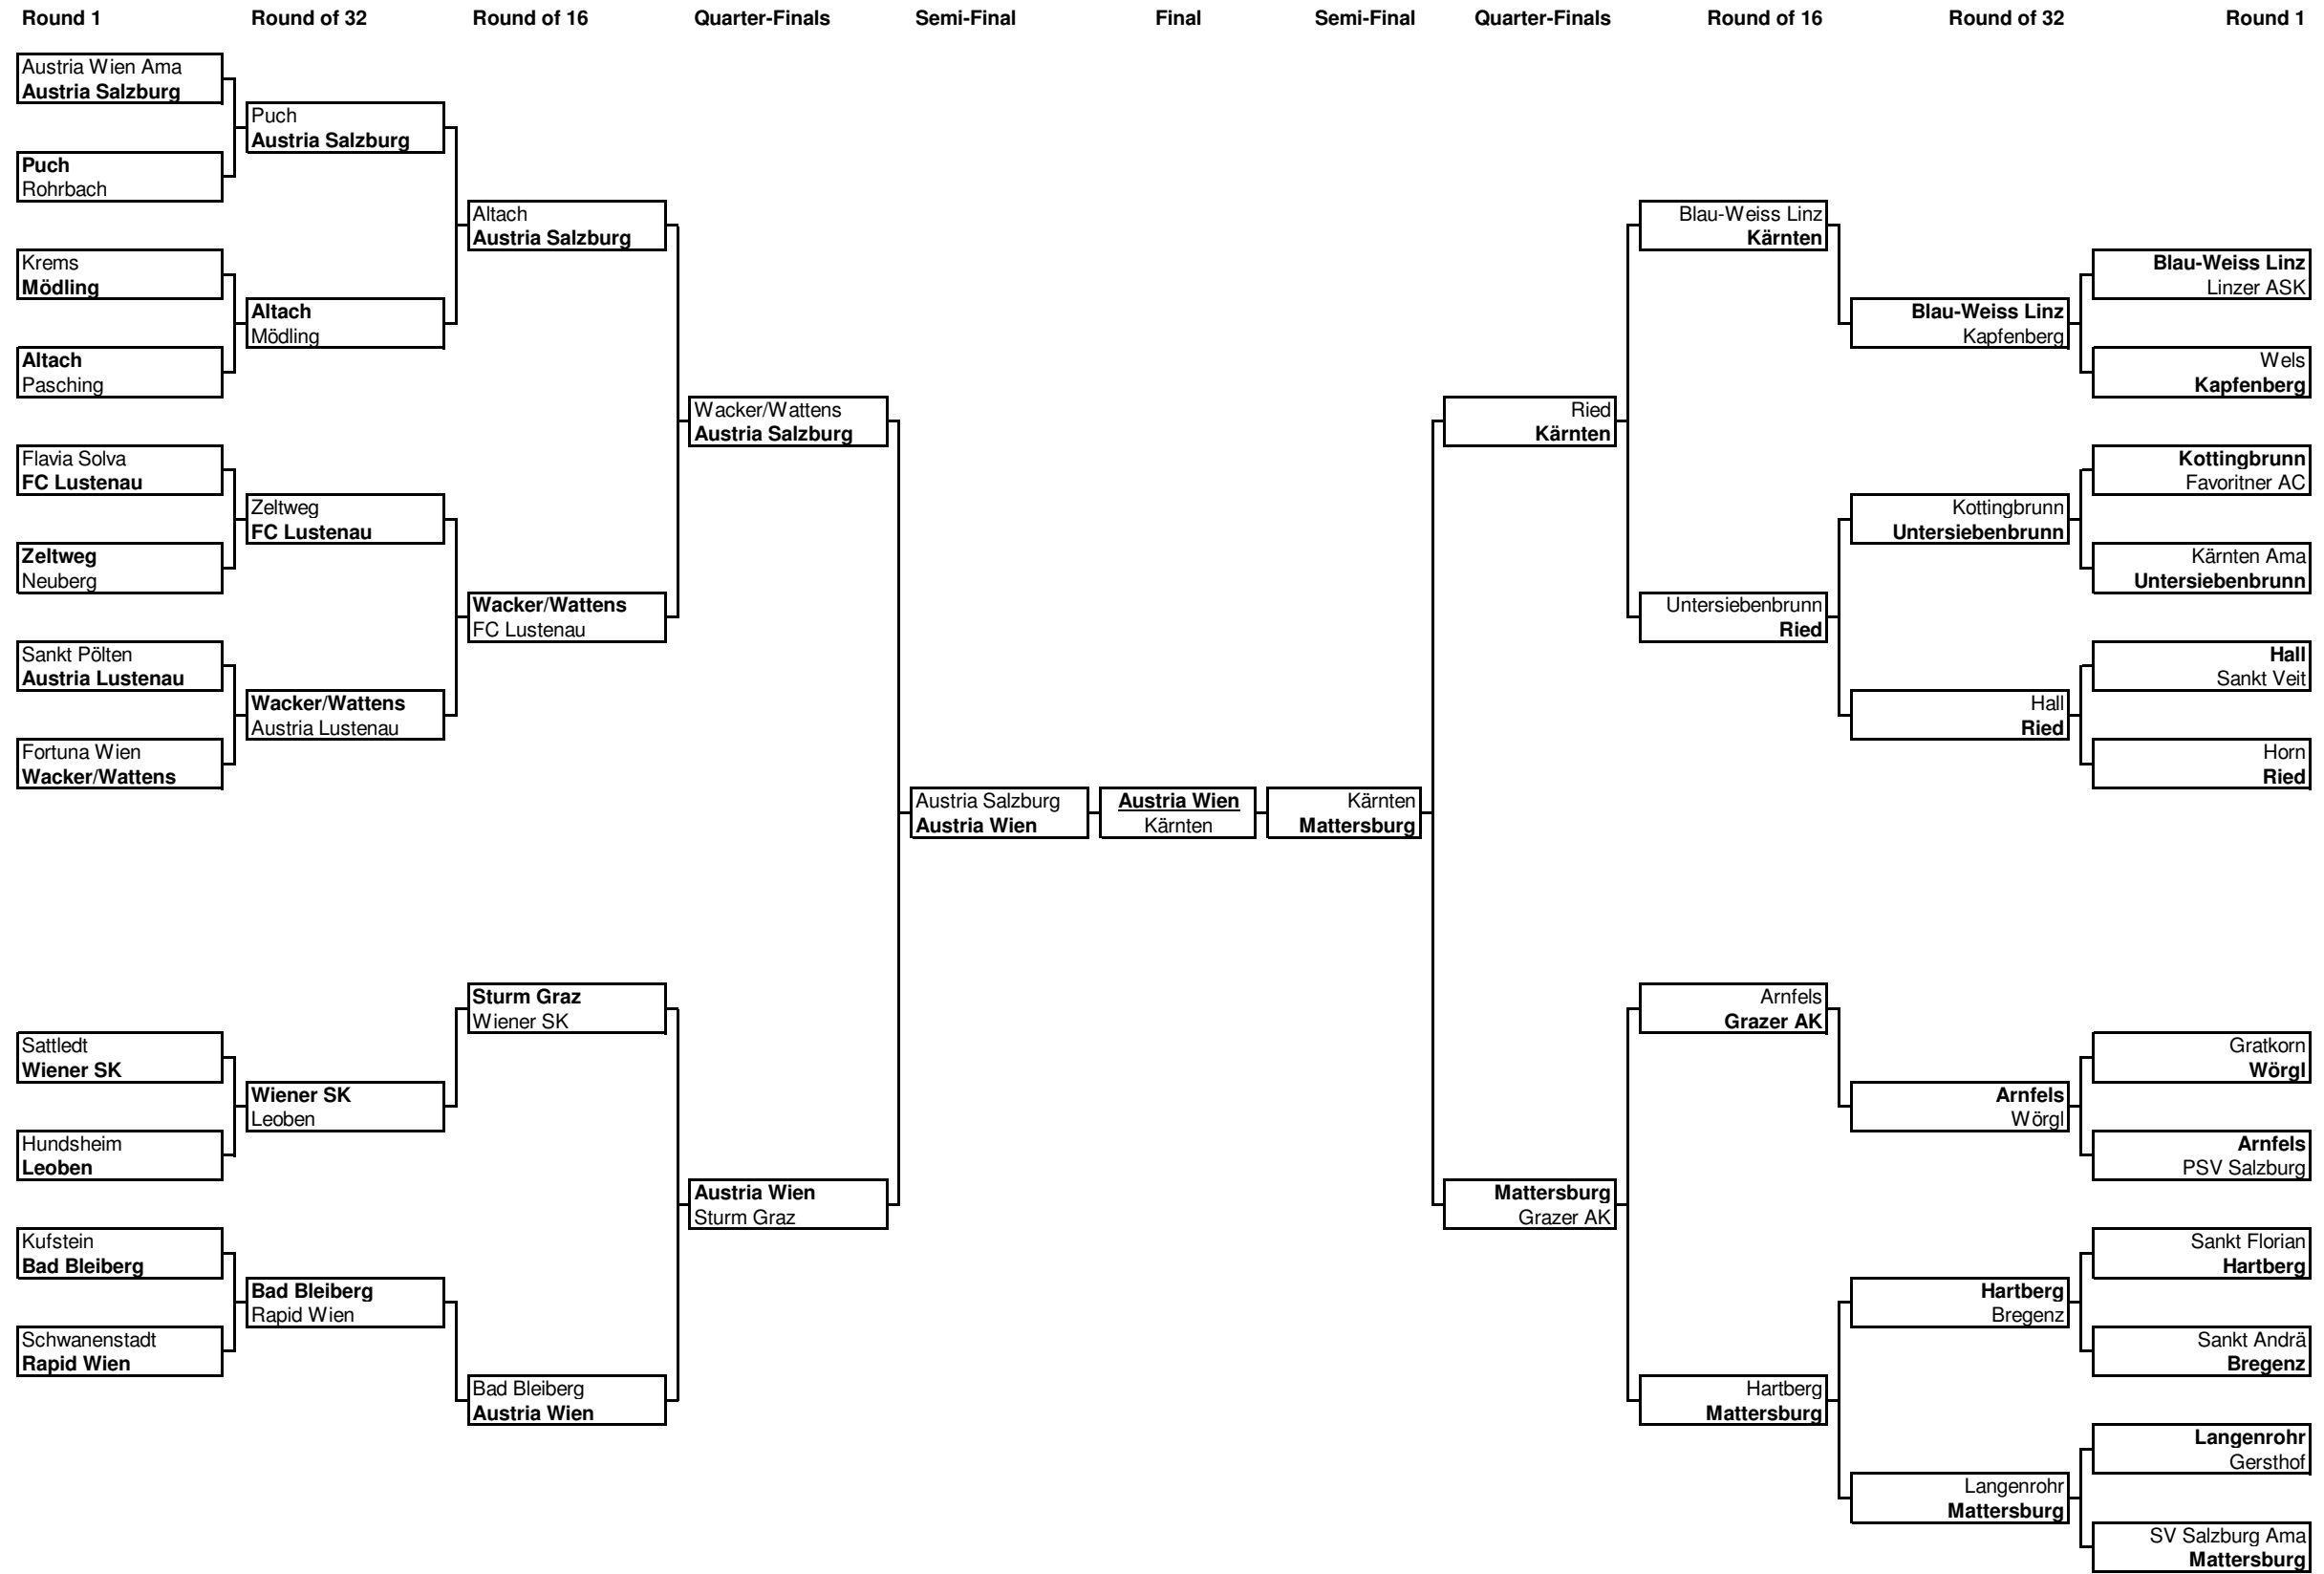 Round 1
Round of 32
Round of 16
Quarter-Finals
Semi-Final
Final
Semi-Final
Quarter-Finals
Round of 16
Round of 32
Round 1
Austria Wien Ama
Austria Salzburg
Puch
Rohrbach
Krems
Mödling
Altach
Pasching
Flavia Solva
FC Lustenau
Zeltweg
Neuberg
Sankt Pölten
Austria Lustenau
Fortuna Wien
Wacker/Wattens
Sattledt
Wiener SK
Hundsheim
Leoben
Kufstein
Bad Bleiberg
Schwanenstadt
Rapid Wien
Puch
Austria Salzburg
Altach
Mödling
Zeltweg
FC Lustenau
Wacker/Wattens
Austria Lustenau
Wiener SK
Leoben
Bad Bleiberg
Rapid Wien
Altach
Austria Salzburg
Wacker/Wattens
FC Lustenau
Sturm Graz
Wiener SK
Bad Bleiberg
Austria Wien
Wacker/Wattens
Austria Salzburg
Austria Wien
Sturm Graz
Austria Salzburg
Austria Wien
Austria Wien
Kärnten
Kärnten
Mattersburg
Ried
Kärnten
Mattersburg
Grazer AK
Blau-Weiss Linz
Kärnten
Untersiebenbrunn
Ried
Arnfels
Grazer AK
Hartberg
Mattersburg
Blau-Weiss Linz
Kapfenberg
Kottingbrunn
Untersiebenbrunn
Hall
Ried
Arnfels
Wörgl
Hartberg
Bregenz
Langenrohr
Mattersburg
Blau-Weiss Linz
Linzer ASK
Wels
Kapfenberg
Kottingbrunn
Favoritner AC
Kärnten Ama
Untersiebenbrunn
Hall
Sankt Veit
Horn
Ried
Gratkorn
Wörgl
Arnfels
PSV Salzburg
Sankt Florian
Hartberg
Sankt Andrä
Bregenz
Langenrohr
Gersthof
SV Salzburg Ama
Mattersburg